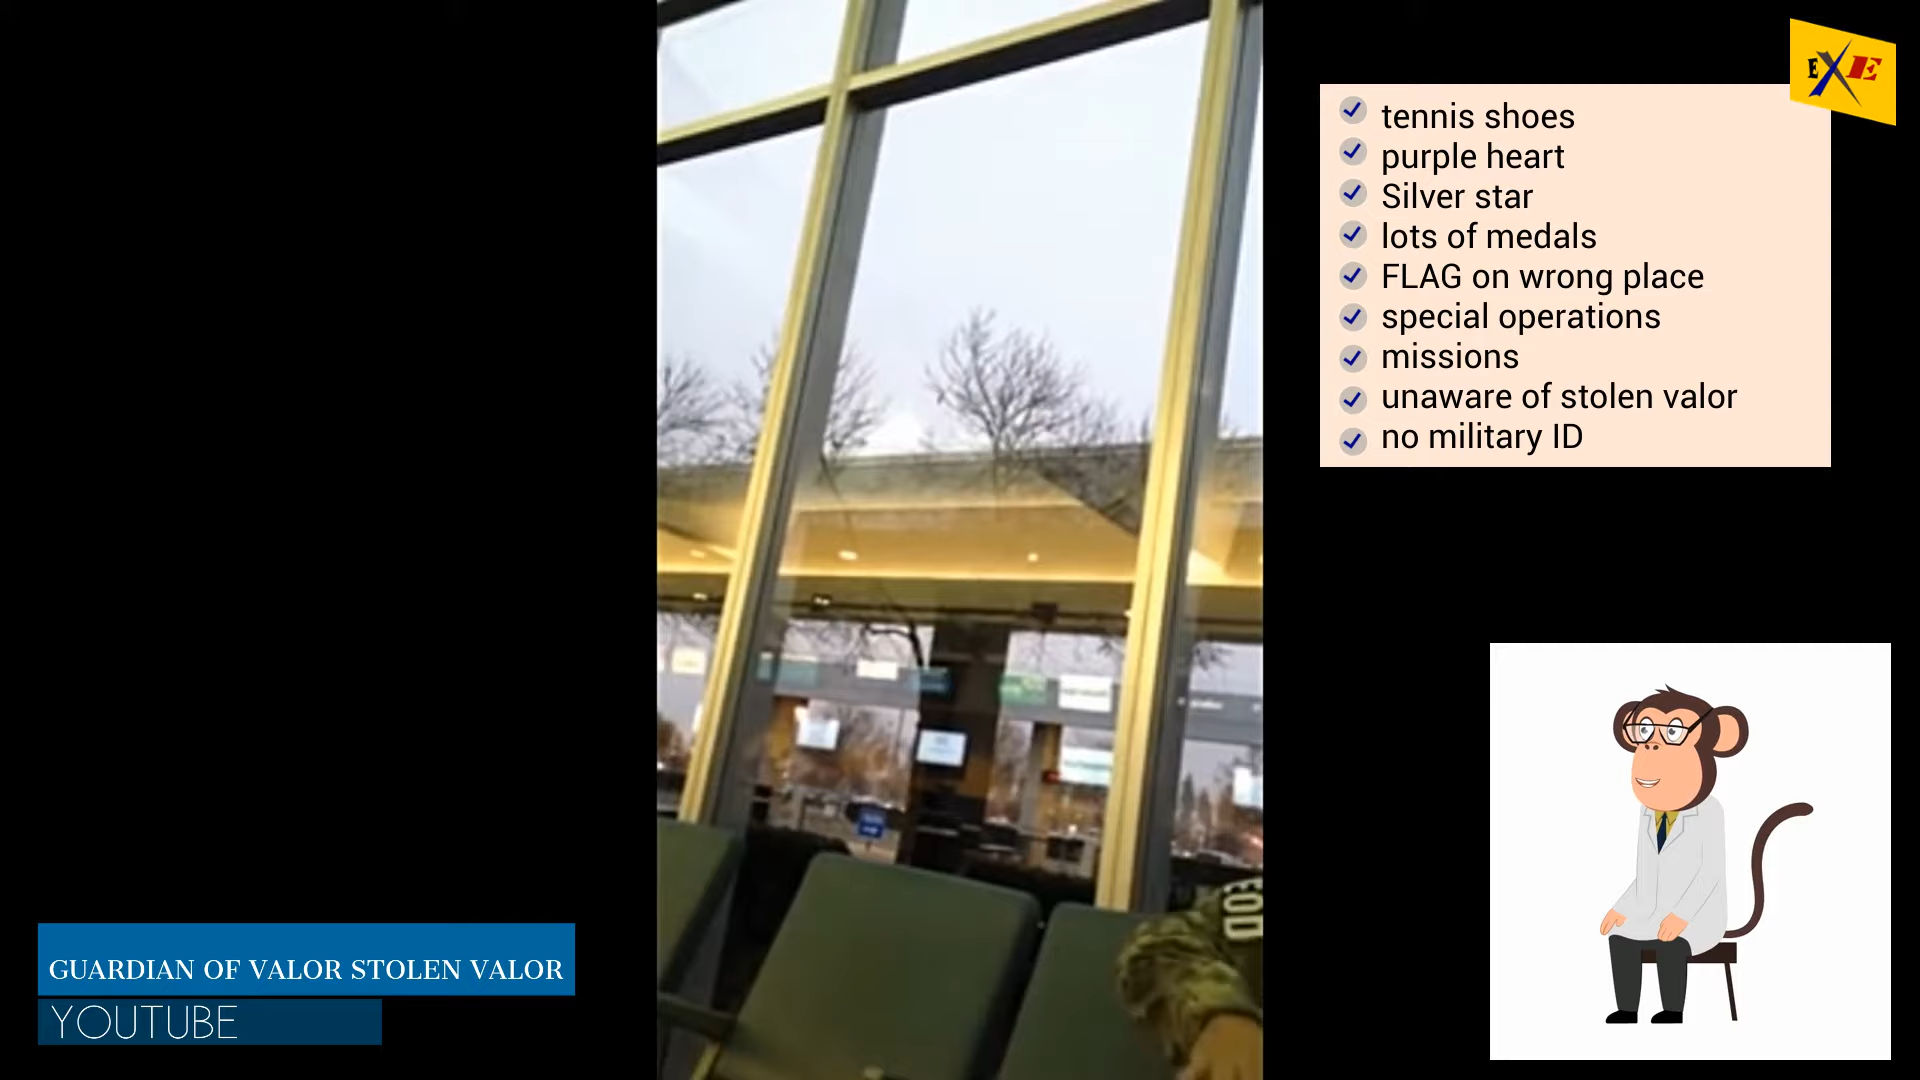 EXE
tennis shoes
purple heart
Silver star
lots of medals
FLAG on wrong place
special operations
missions
unaware of stolen valor
no military ID
EOD
GUARDIAN OF VALOR STOLEN VALOR
YOUTUBE